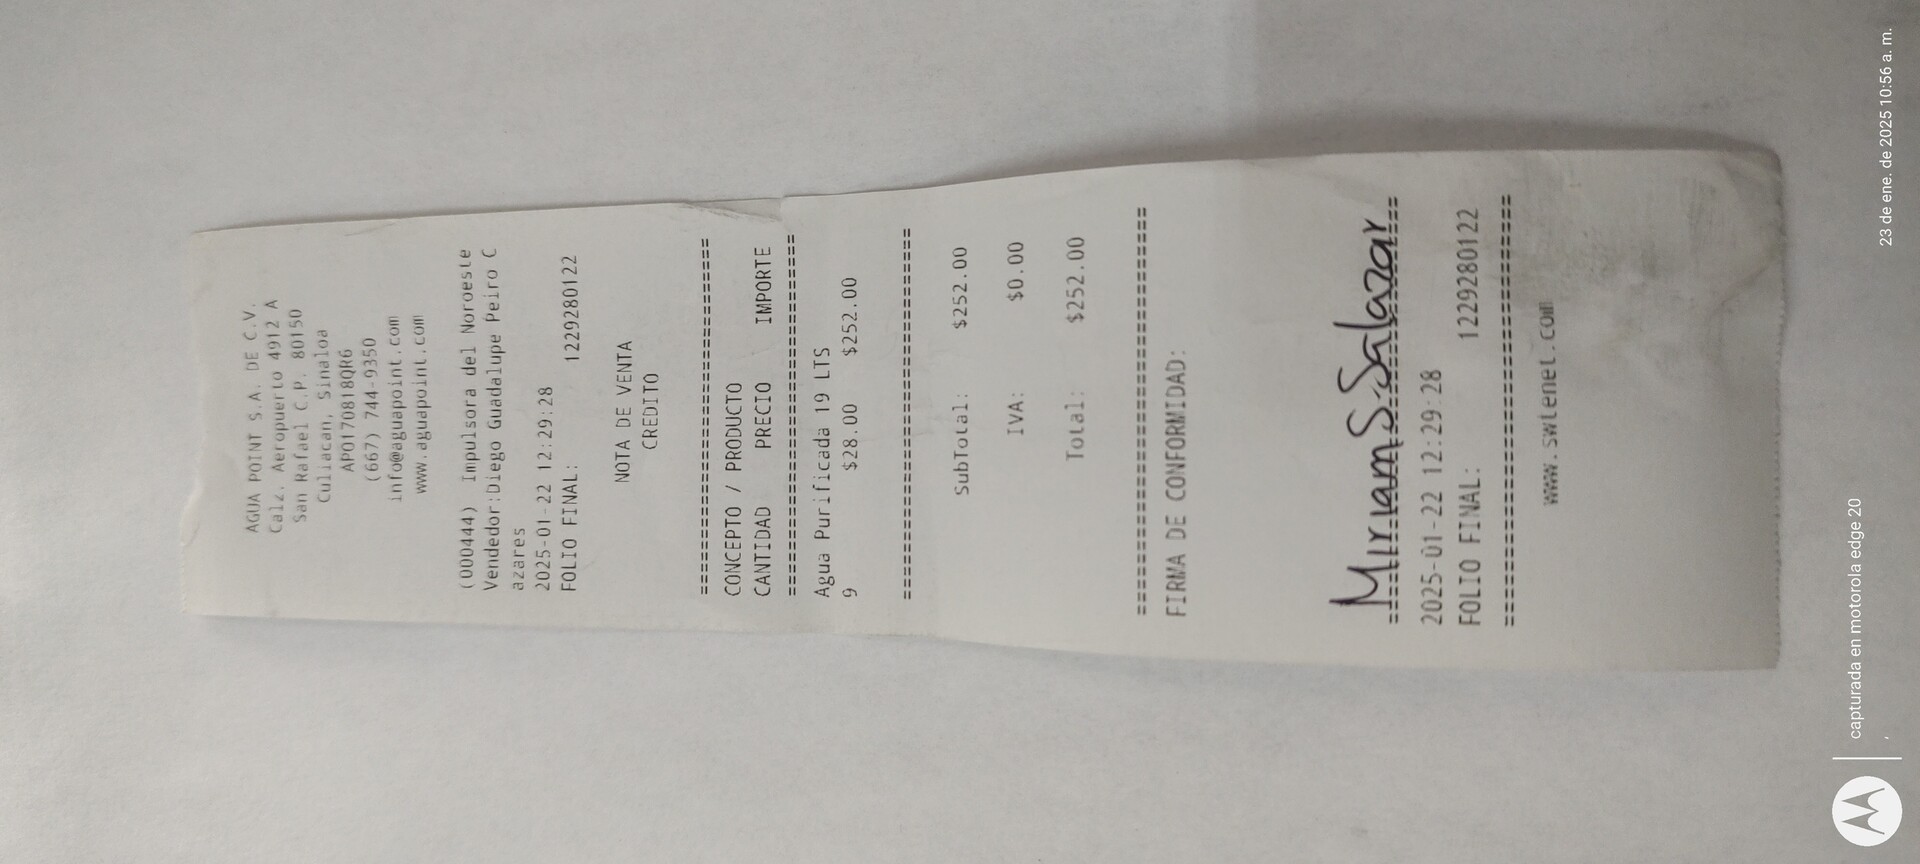 AGUA POINT S.A. DE C.V.
Calz. Aeropuerto 4912 A
San Rafael C.P. 80150
Culiacan, Sinaloa
APO170818QR6
(667) 744-9350
info@aguapoint.com
www.aguapoint.com
(000444) Impulsora del Noroeste
Vendedor:Diego Guadalupe Peiro C
azares
2025-01-22 12:29:28
FOLIO FINAL: 1229280122
NOTA DE VENTA
CREDITO
================================
CONCEPTO / PRODUCTO
CANTIDAD PRECIO IMPORTE
================================
Agua Purificada 19 LTS
9 $28.00 $252.00
================================
SubTotal: $252.00
IVA: $0.00
Total: $252.00
================================
FIRMA DE CONFORMIDAD:
Miriam S. Salazar
================================
2025-01-22 12:29:28
FOLIO FINAL: 1229280122
================================
www.swtenet.com
capturada en motorola edge 20
23 de ene. de 2025 10:56 a. m.